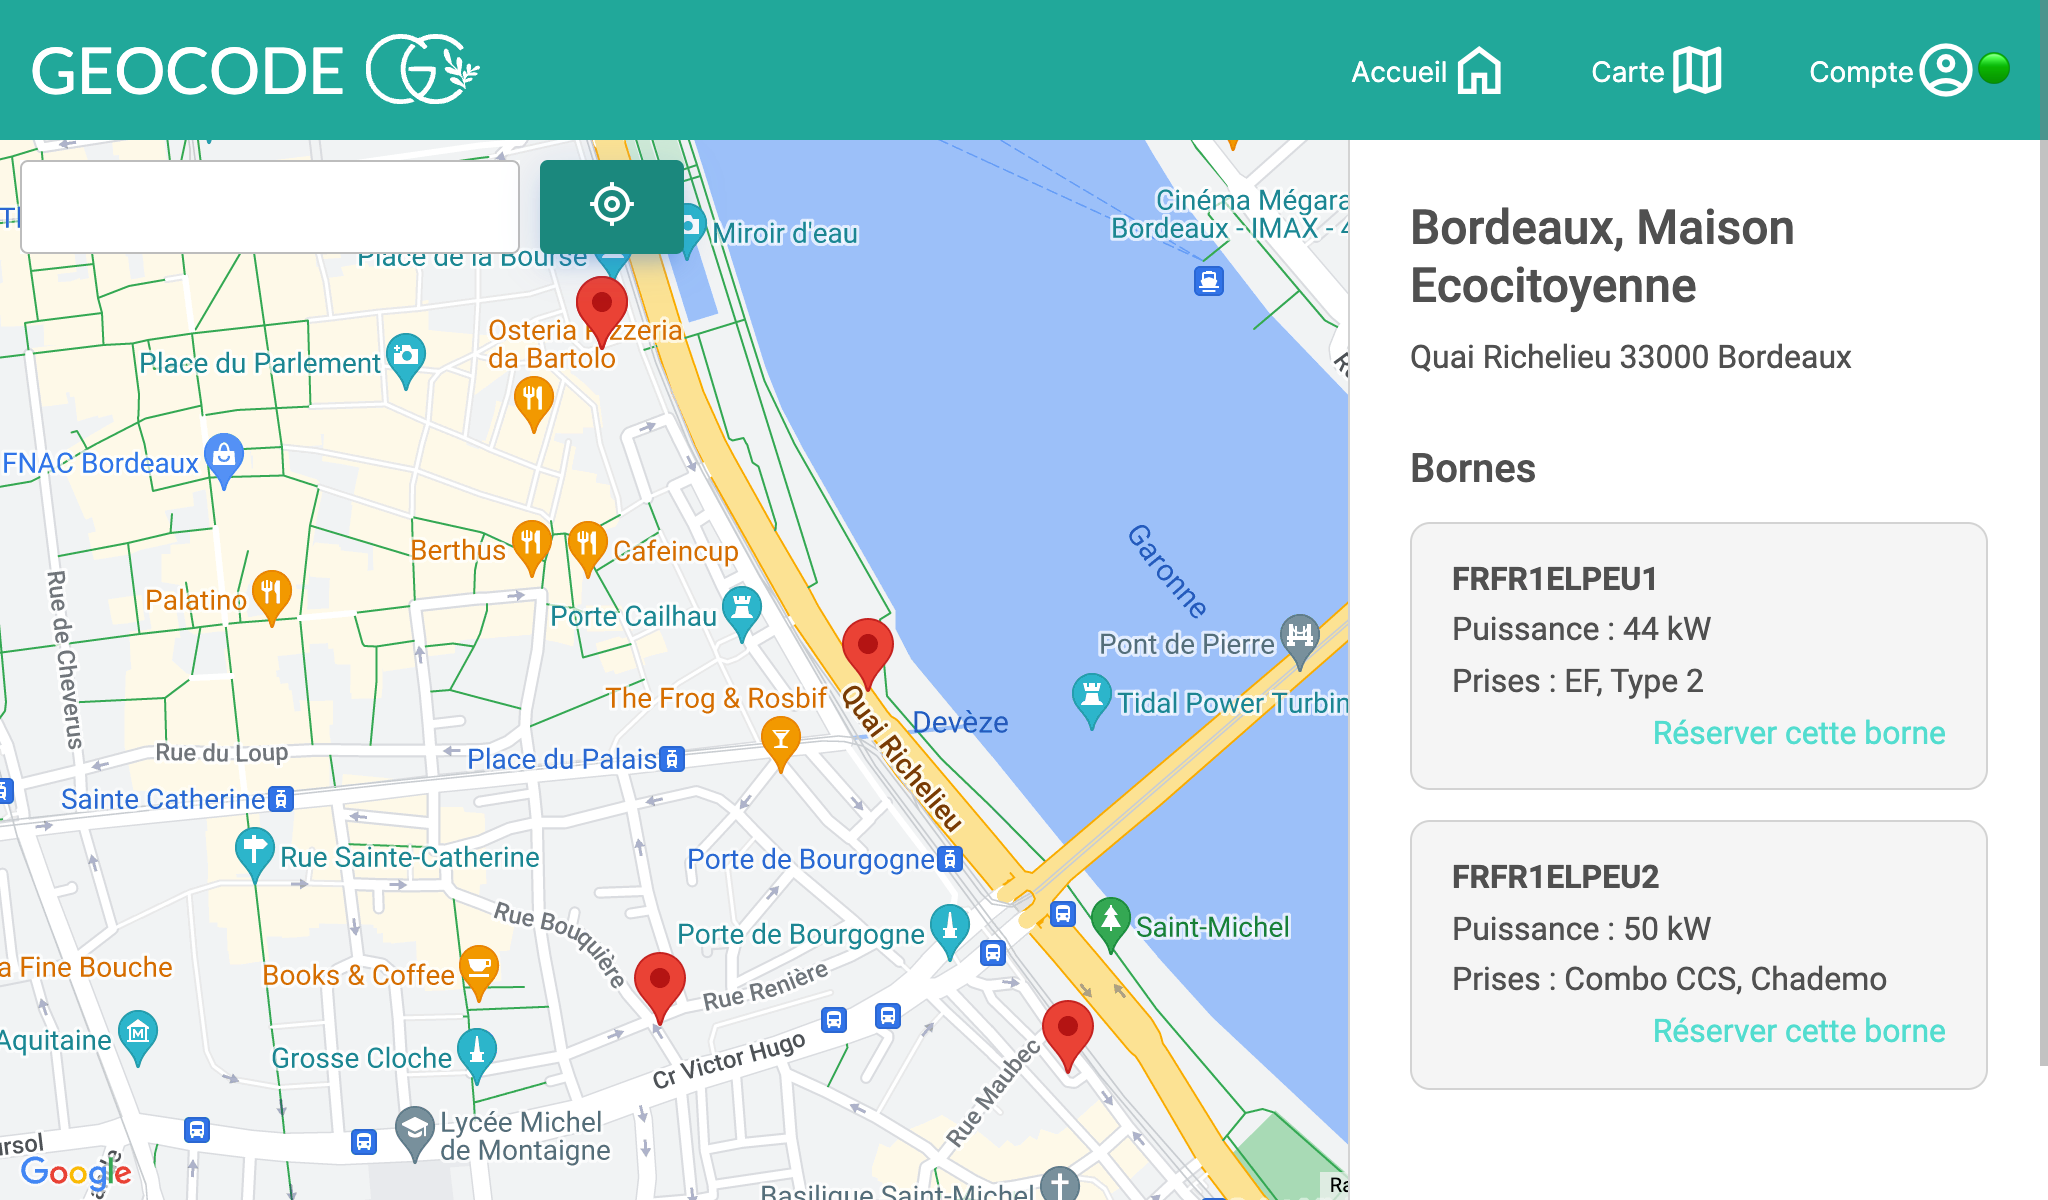 GEOCODE
Accueil
Carte
Compte
Cinéma Mégara
Bordeaux - IMAX - 4
Miroir d'eau
Place de la Bourse
Osteria Pizzeria
da Bartolo
Place du Parlement
FNAC Bordeaux
Berthus
Cafeincup
Palatino
Porte Cailhau
Garonne
Pont de Pierre
Tidal Power Turbin
The Frog & Rosbif
Quai Richelieu
Devèze
Rue de Cheverus
Rue du Loup
Place du Palais
Sainte Catherine
Rue Sainte-Catherine
Porte de Bourgogne
Rue Bouquière
Porte de Bourgogne
Saint-Michel
a Fine Bouche
Books & Coffee
Rue Renière
Aquitaine
Grosse Cloche
Cr Victor Hugo
Rue Maubec
Lycée Michel
de Montaigne
ursol
Google
Basilique Saint-Michel
Ra
Bordeaux, Maison
Ecocitoyenne
Quai Richelieu 33000 Bordeaux
Bornes
FRFR1ELPEU1
Puissance : 44 kW
Prises : EF, Type 2
Réserver cette borne
FRFR1ELPEU2
Puissance : 50 kW
Prises : Combo CCS, Chademo
Réserver cette borne